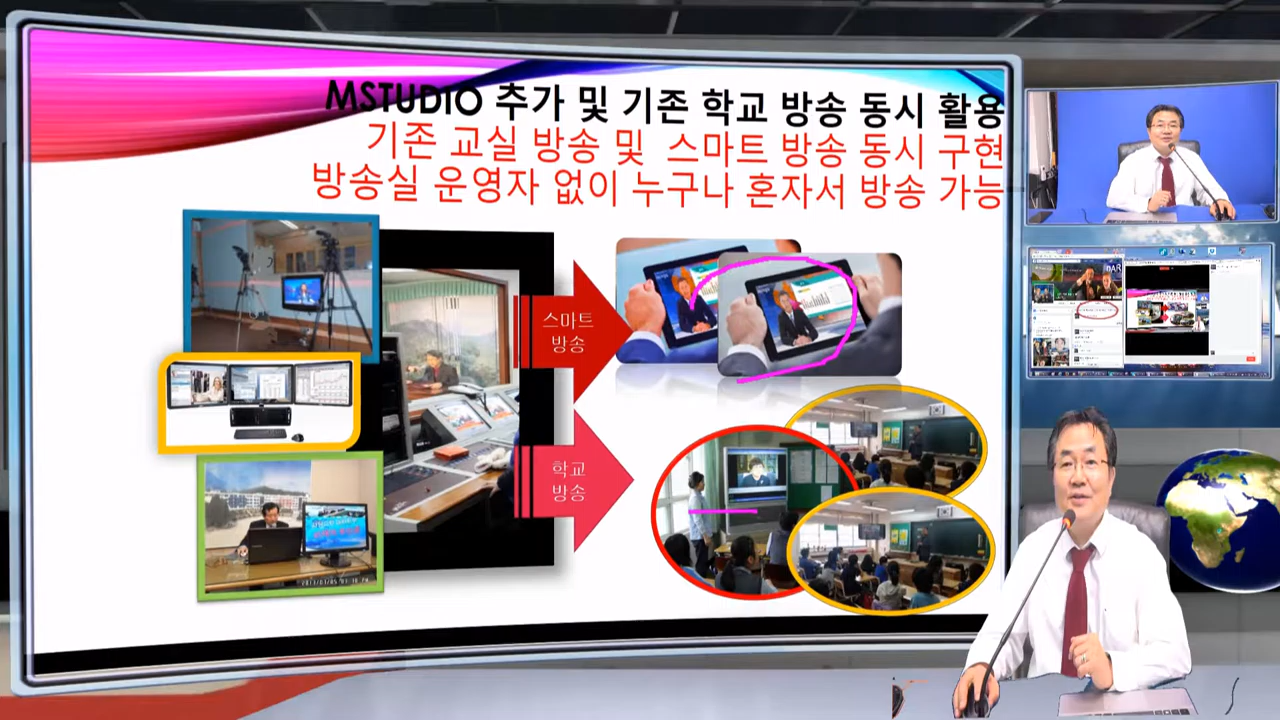 MSTUDIO 추가 및 기존 학교 방송 동시 활용
기존 교실 방송 및 스마트 방송 동시 구현
방송실 운영자 없이 누구나 혼자서 방송 가능
스마트
방송
학교
방송